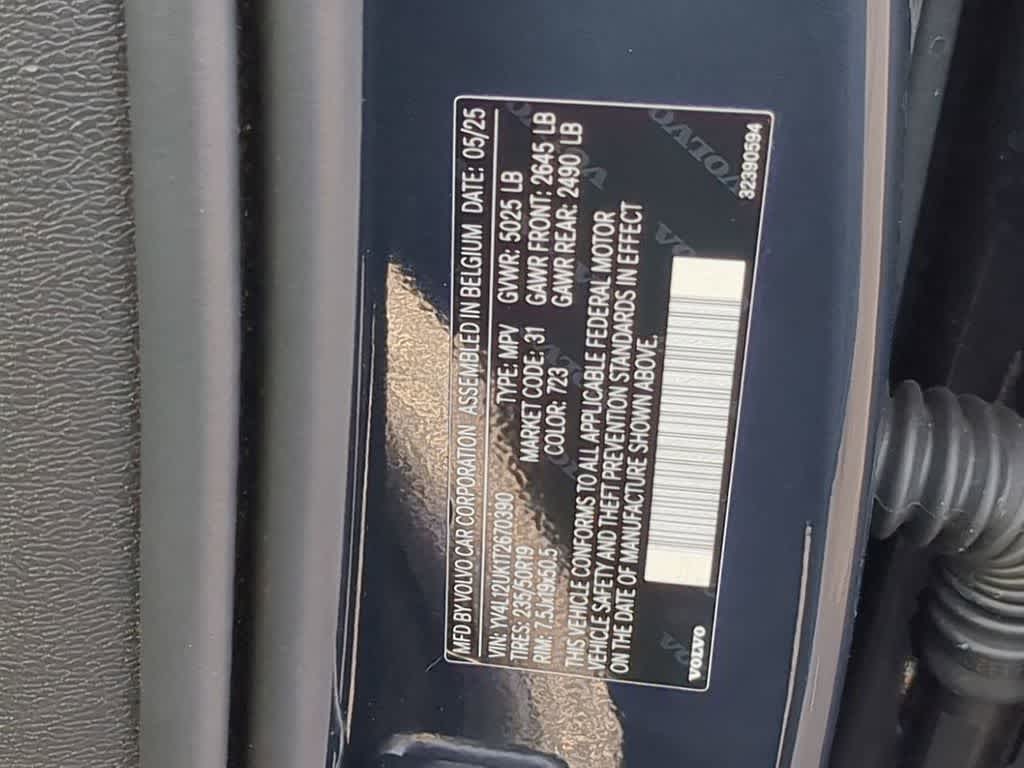 MFD BY VOLVO CAR CORPORATION ASSEMBLED IN BELGIUM DATE: 05/25
VIN: YV4L12UK1T2670390 TYPE: MPV GVWR: 5025 LB
TIRES: 235/50R19 MARKET CODE: 31 GAWR FRONT: 2645 LB
RIM: 7.5Jx19x50.5 COLOR: 723 GAWR REAR: 2490 LB
THIS VEHICLE CONFORMS TO ALL APPLICABLE FEDERAL MOTOR
VEHICLE SAFETY AND THEFT PREVENTION STANDARDS IN EFFECT
ON THE DATE OF MANUFACTURE SHOWN ABOVE.
VOLVO 32390594